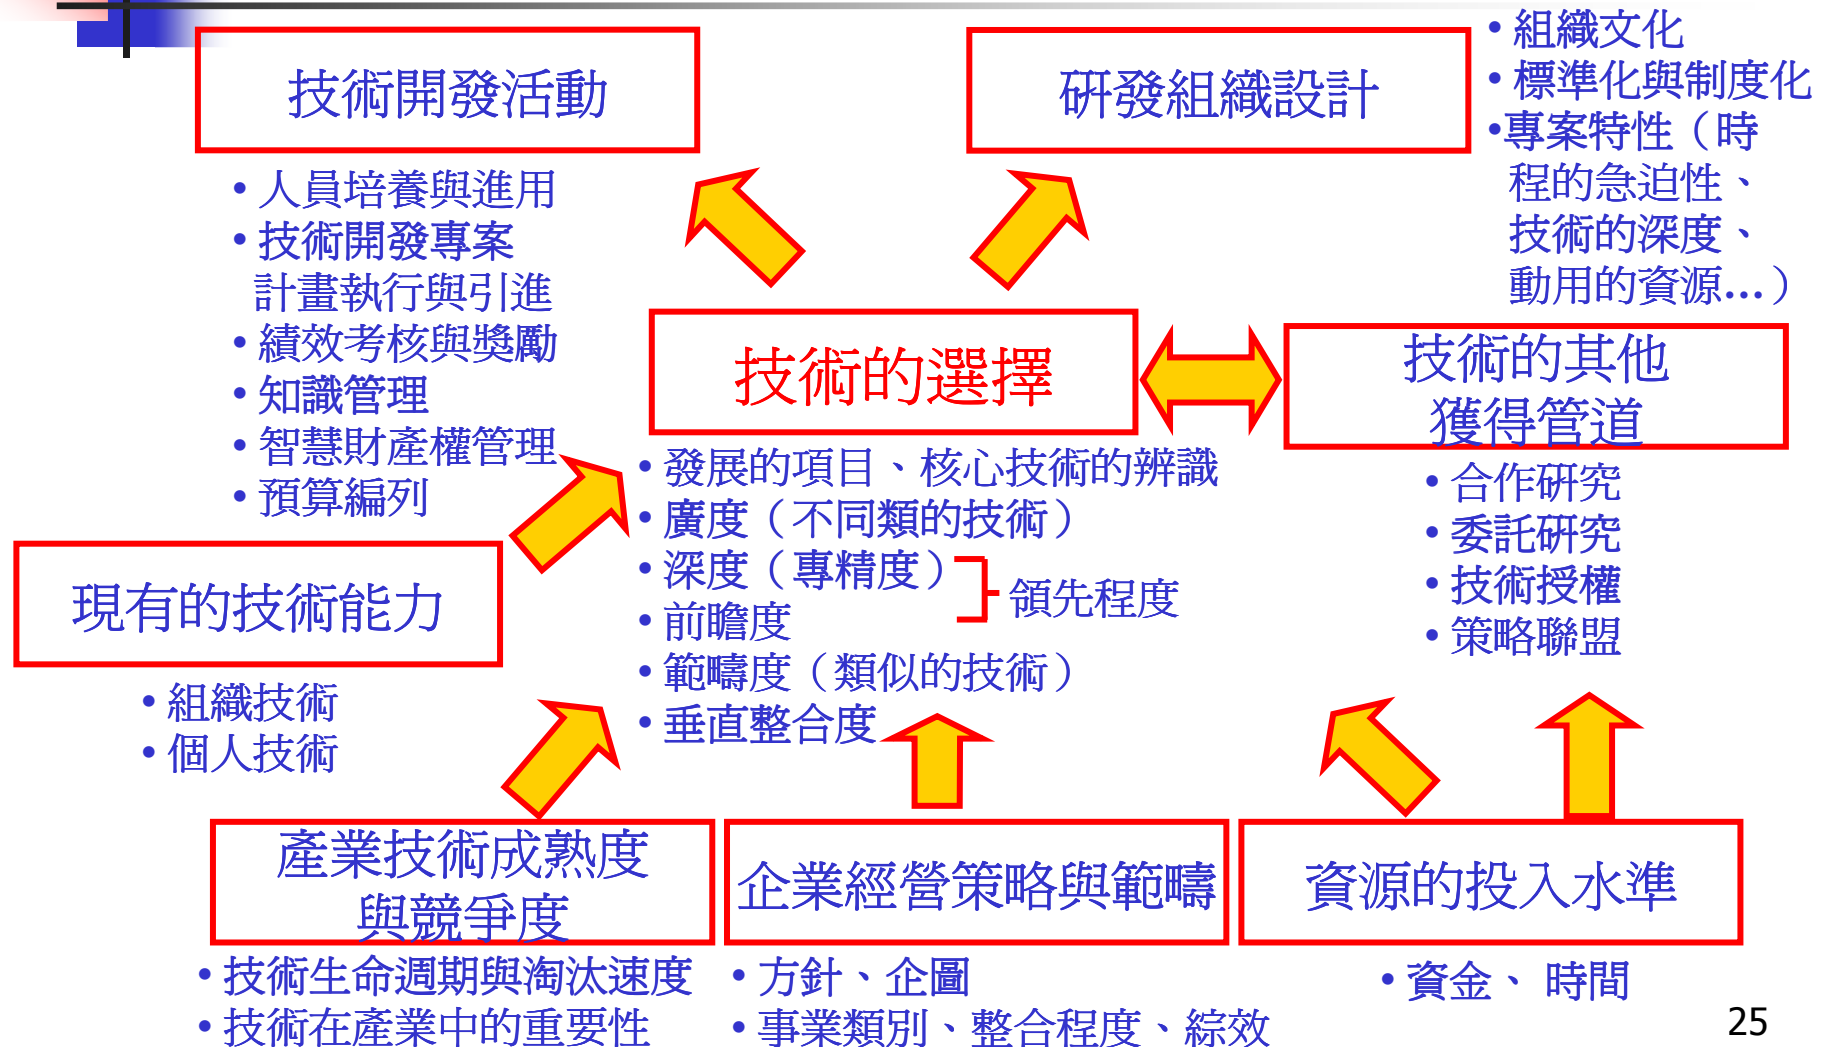 技術開發活動
• 人員培養與進用
• 技術開發專案
計畫執行與引進
• 績效考核與獎勵
• 知識管理
• 智慧財產權管理
• 預算編列
研發組織設計
• 組織文化
• 標準化與制度化
•專案特性（時
程的急迫性、
技術的深度、
動用的資源...）
技術的選擇
• 發展的項目、核心技術的辨識
• 廣度（不同類的技術）
• 深度（專精度）
• 前瞻度
領先程度
• 範疇度（類似的技術）
• 垂直整合度
技術的其他
獲得管道
• 合作研究
• 委託研究
• 技術授權
• 策略聯盟
現有的技術能力
• 組織技術
• 個人技術
產業技術成熟度
與競爭度
• 技術生命週期與淘汰速度
• 技術在產業中的重要性
企業經營策略與範疇
• 方針、企圖
• 事業類別、整合程度、綜效
資源的投入水準
• 資金、 時間
25